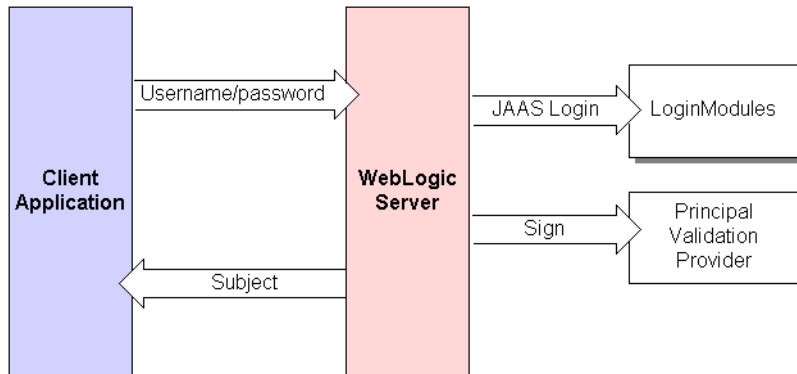 Username/password
JAAS Login
LoginModules
Client
Application
WebLogic
Server
Sign
Principal
Validation
Provider
Subject